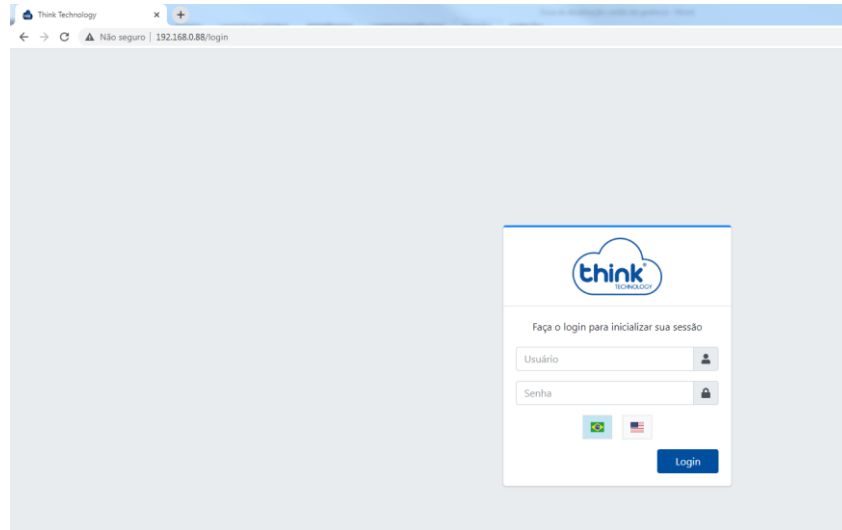 Think Technology
Não seguro | 192.168.0.88/login
think
TECHNOLOGY
Faça o login para inicializar sua sessão
Usuário
Senha
Login